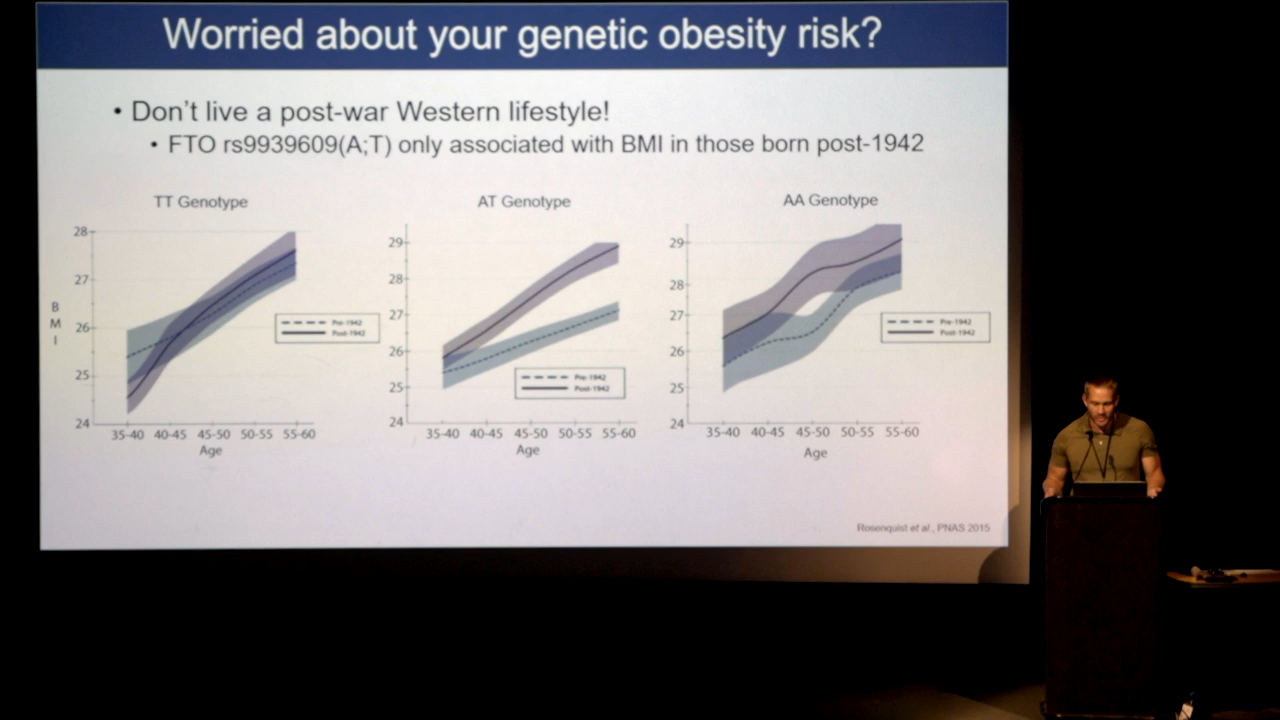 Worried about your genetic obesity risk?
• Don't live a post-war Western lifestyle!
• FTO rs9939609(A;T) only associated with BMI in those born post-1942
TT Genotype
28
27
26
25
24
B
M
I
35-40 40-45 45-50 50-55 55-60
Age
Pre-1942
Post-1942
AT Genotype
29
28
27
26
25
24
35-40 40-45 45-50 50-55 55-60
Age
Pre-1942
Post-1942
AA Genotype
29
28
27
26
25
24
35-40 40-45 45-50 50-55 55-60
Age
Pre-1942
Post-1942
Rosenquist et al., PNAS 2015